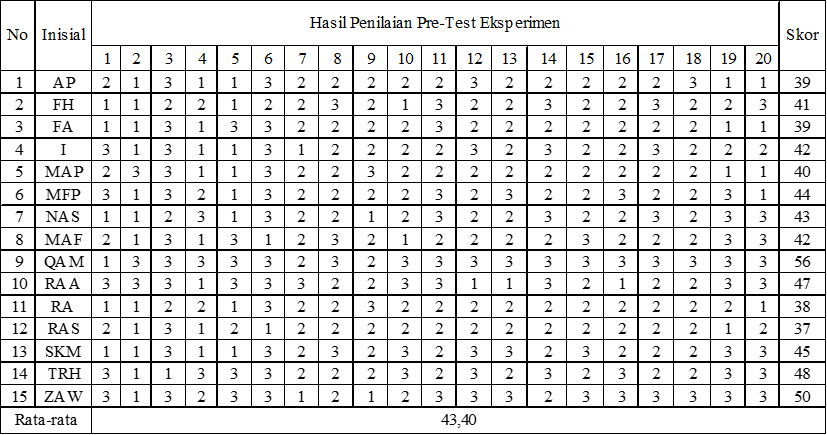 No Inisial Hasil Penilaian Pre-Test Eksperimen Skor
1 2 3 4 5 6 7 8 9 10 11 12 13 14 15 16 17 18 19 20
1 AP 2 1 3 1 1 3 2 2 2 2 2 3 2 2 2 2 2 3 1 1 39
2 FH 1 1 2 2 1 2 2 3 2 1 3 2 2 3 2 2 3 2 2 3 41
3 FA 1 1 3 1 3 3 2 2 2 2 3 2 2 2 2 2 2 2 1 1 39
4 I 3 1 3 1 1 3 1 2 2 2 2 3 2 3 2 2 3 2 2 2 42
5 MAP 2 3 3 1 1 3 2 2 3 2 2 2 2 2 2 2 2 2 1 1 40
6 MFP 3 1 3 2 1 3 2 2 2 2 3 2 3 2 2 3 2 2 3 1 44
7 NAS 1 1 2 3 1 3 2 2 1 2 3 2 2 3 2 2 3 2 3 3 43
8 MAF 2 1 3 1 3 1 2 3 2 1 2 2 2 2 3 2 2 2 3 3 42
9 QAM 1 3 3 3 3 3 2 3 2 3 3 3 3 3 3 3 3 3 3 3 56
10 RAA 3 3 3 1 3 3 3 2 2 3 3 1 1 3 2 1 2 2 3 3 47
11 RA 1 1 2 2 1 3 2 2 3 2 2 2 2 2 2 2 2 2 2 1 38
12 RAS 2 1 3 1 2 1 2 2 2 2 2 2 2 2 2 2 2 2 1 2 37
13 SKM 1 1 3 1 1 3 2 3 2 3 2 3 3 2 3 2 2 2 3 3 45
14 TRH 3 1 1 3 3 3 2 2 2 3 2 3 2 3 2 3 2 2 3 3 48
15 ZAW 3 1 3 2 3 3 1 2 1 2 3 3 3 2 3 3 3 3 3 3 50
Rata-rata 43,40